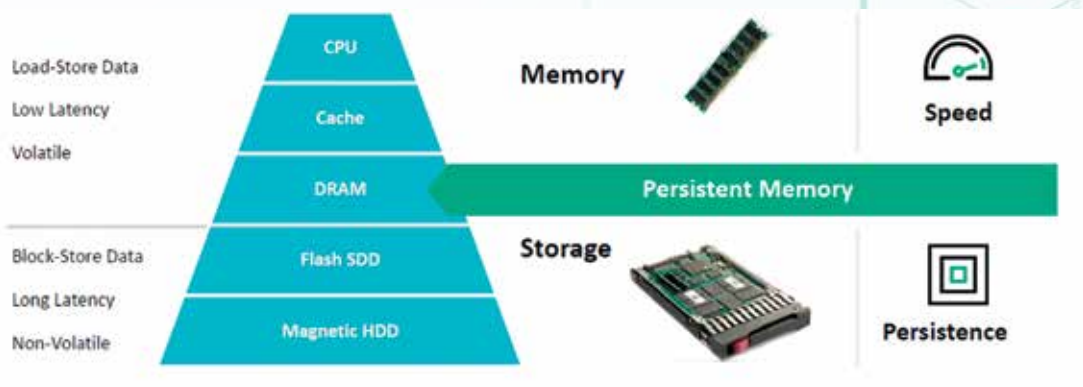 Load-Store Data
Low Latency
Volatile
Block-Store Data
Long Latency
Non-Volatile
CPU
Cache
DRAM
Flash SDD
Magnetic HDD
Memory
Speed
Persistent Memory
Storage
Persistence